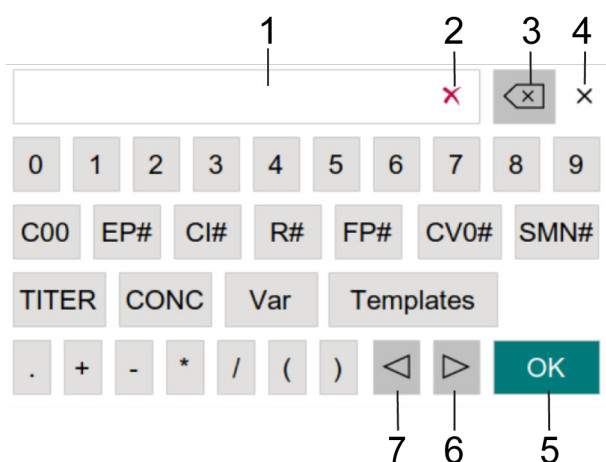 1 2 3 4
0 1 2 3 4 5 6 7 8 9
C00 EP# CI# R# FP# CV0# SMN#
TITER CONC Var Templates
. + - * / ( ) OK
7 6 5